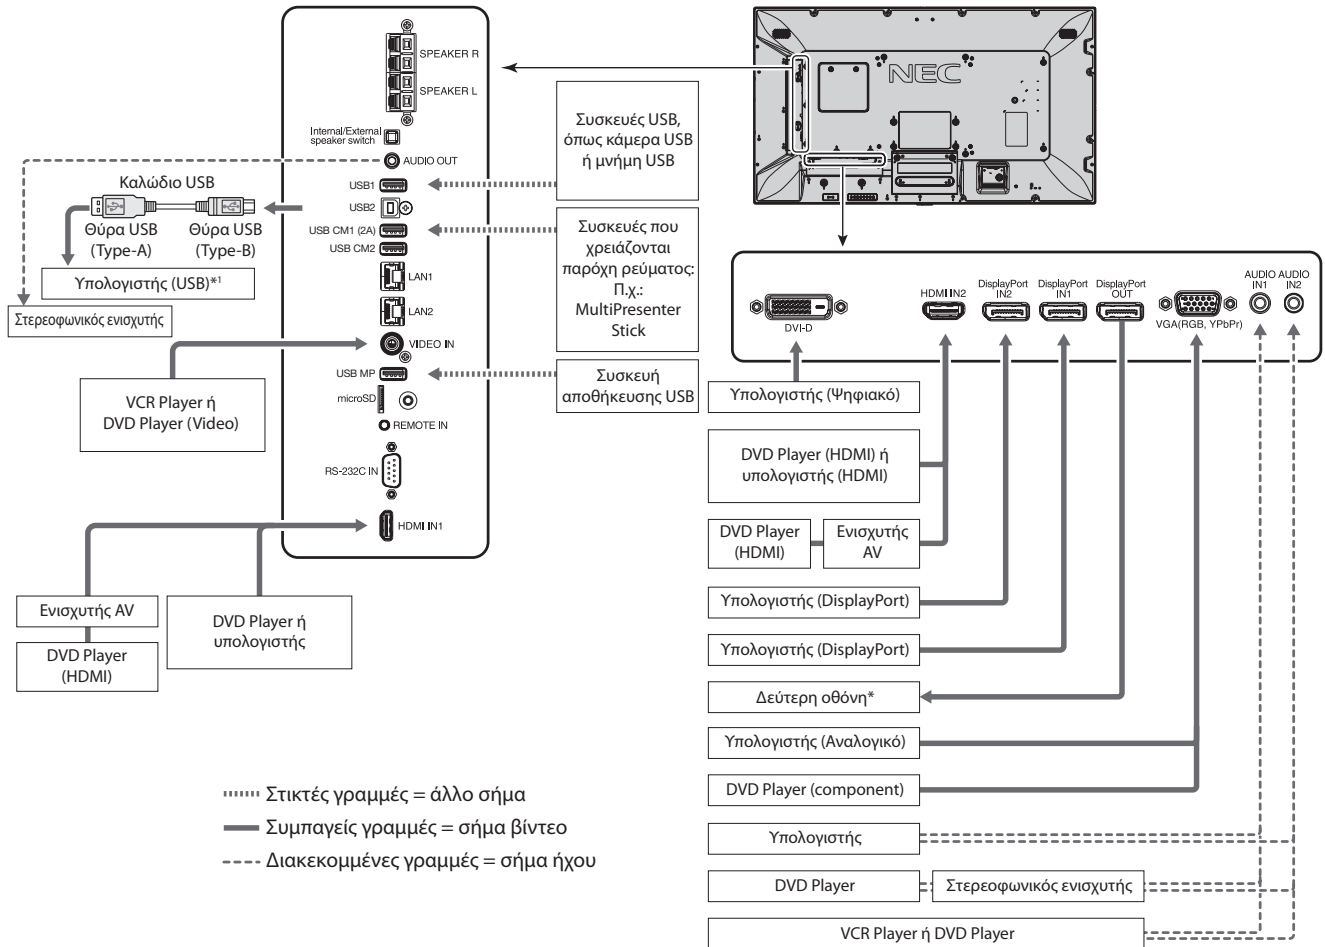 SPEAKER R
SPEAKER L
Internal/External
speaker switch
AUDIO OUT
USB1
USB2
USB CM1 (2A)
USB CM2
LAN1
LAN2
VIDEO IN
USB MP
microSD
REMOTE IN
RS-232C IN
HDMI IN1
Καλώδιο USB
Θύρα USB
(Type-A)
Θύρα USB
(Type-B)
Υπολογιστής (USB)*1
Στερεοφωνικός ενισχυτής
VCR Player ή
DVD Player (Video)
Ενισχυτής AV
DVD Player
(HDMI)
DVD Player ή
υπολογιστής
Συσκευές USB,
όπως κάμερα USB
ή μνήμη USB
Συσκευές που
χρειάζονται
παρόχη ρεύματος:
Π.χ.:
MultiPresenter
Stick
Συσκευή
αποθήκευσης USB
NEC
DVI-D
HDMI IN2
DisplayPort
IN2
DisplayPort
IN1
DisplayPort
OUT
VGA(RGB, YPbPr)
AUDIO
IN1
AUDIO
IN2
Υπολογιστής (Ψηφιακό)
DVD Player (HDMI) ή
υπολογιστής (HDMI)
DVD Player
(HDMI)
Ενισχυτής
AV
Υπολογιστής (DisplayPort)
Υπολογιστής (DisplayPort)
Δεύτερη οθόνη*
Υπολογιστής (Αναλογικό)
DVD Player (component)
Υπολογιστής
DVD Player
Στερεοφωνικός ενισχυτής
VCR Player ή DVD Player
Στικτές γραμμές = άλλο σήμα
Συμπαγείς γραμμές = σήμα βίντεο
Διακεκομμένες γραμμές = σήμα ήχου